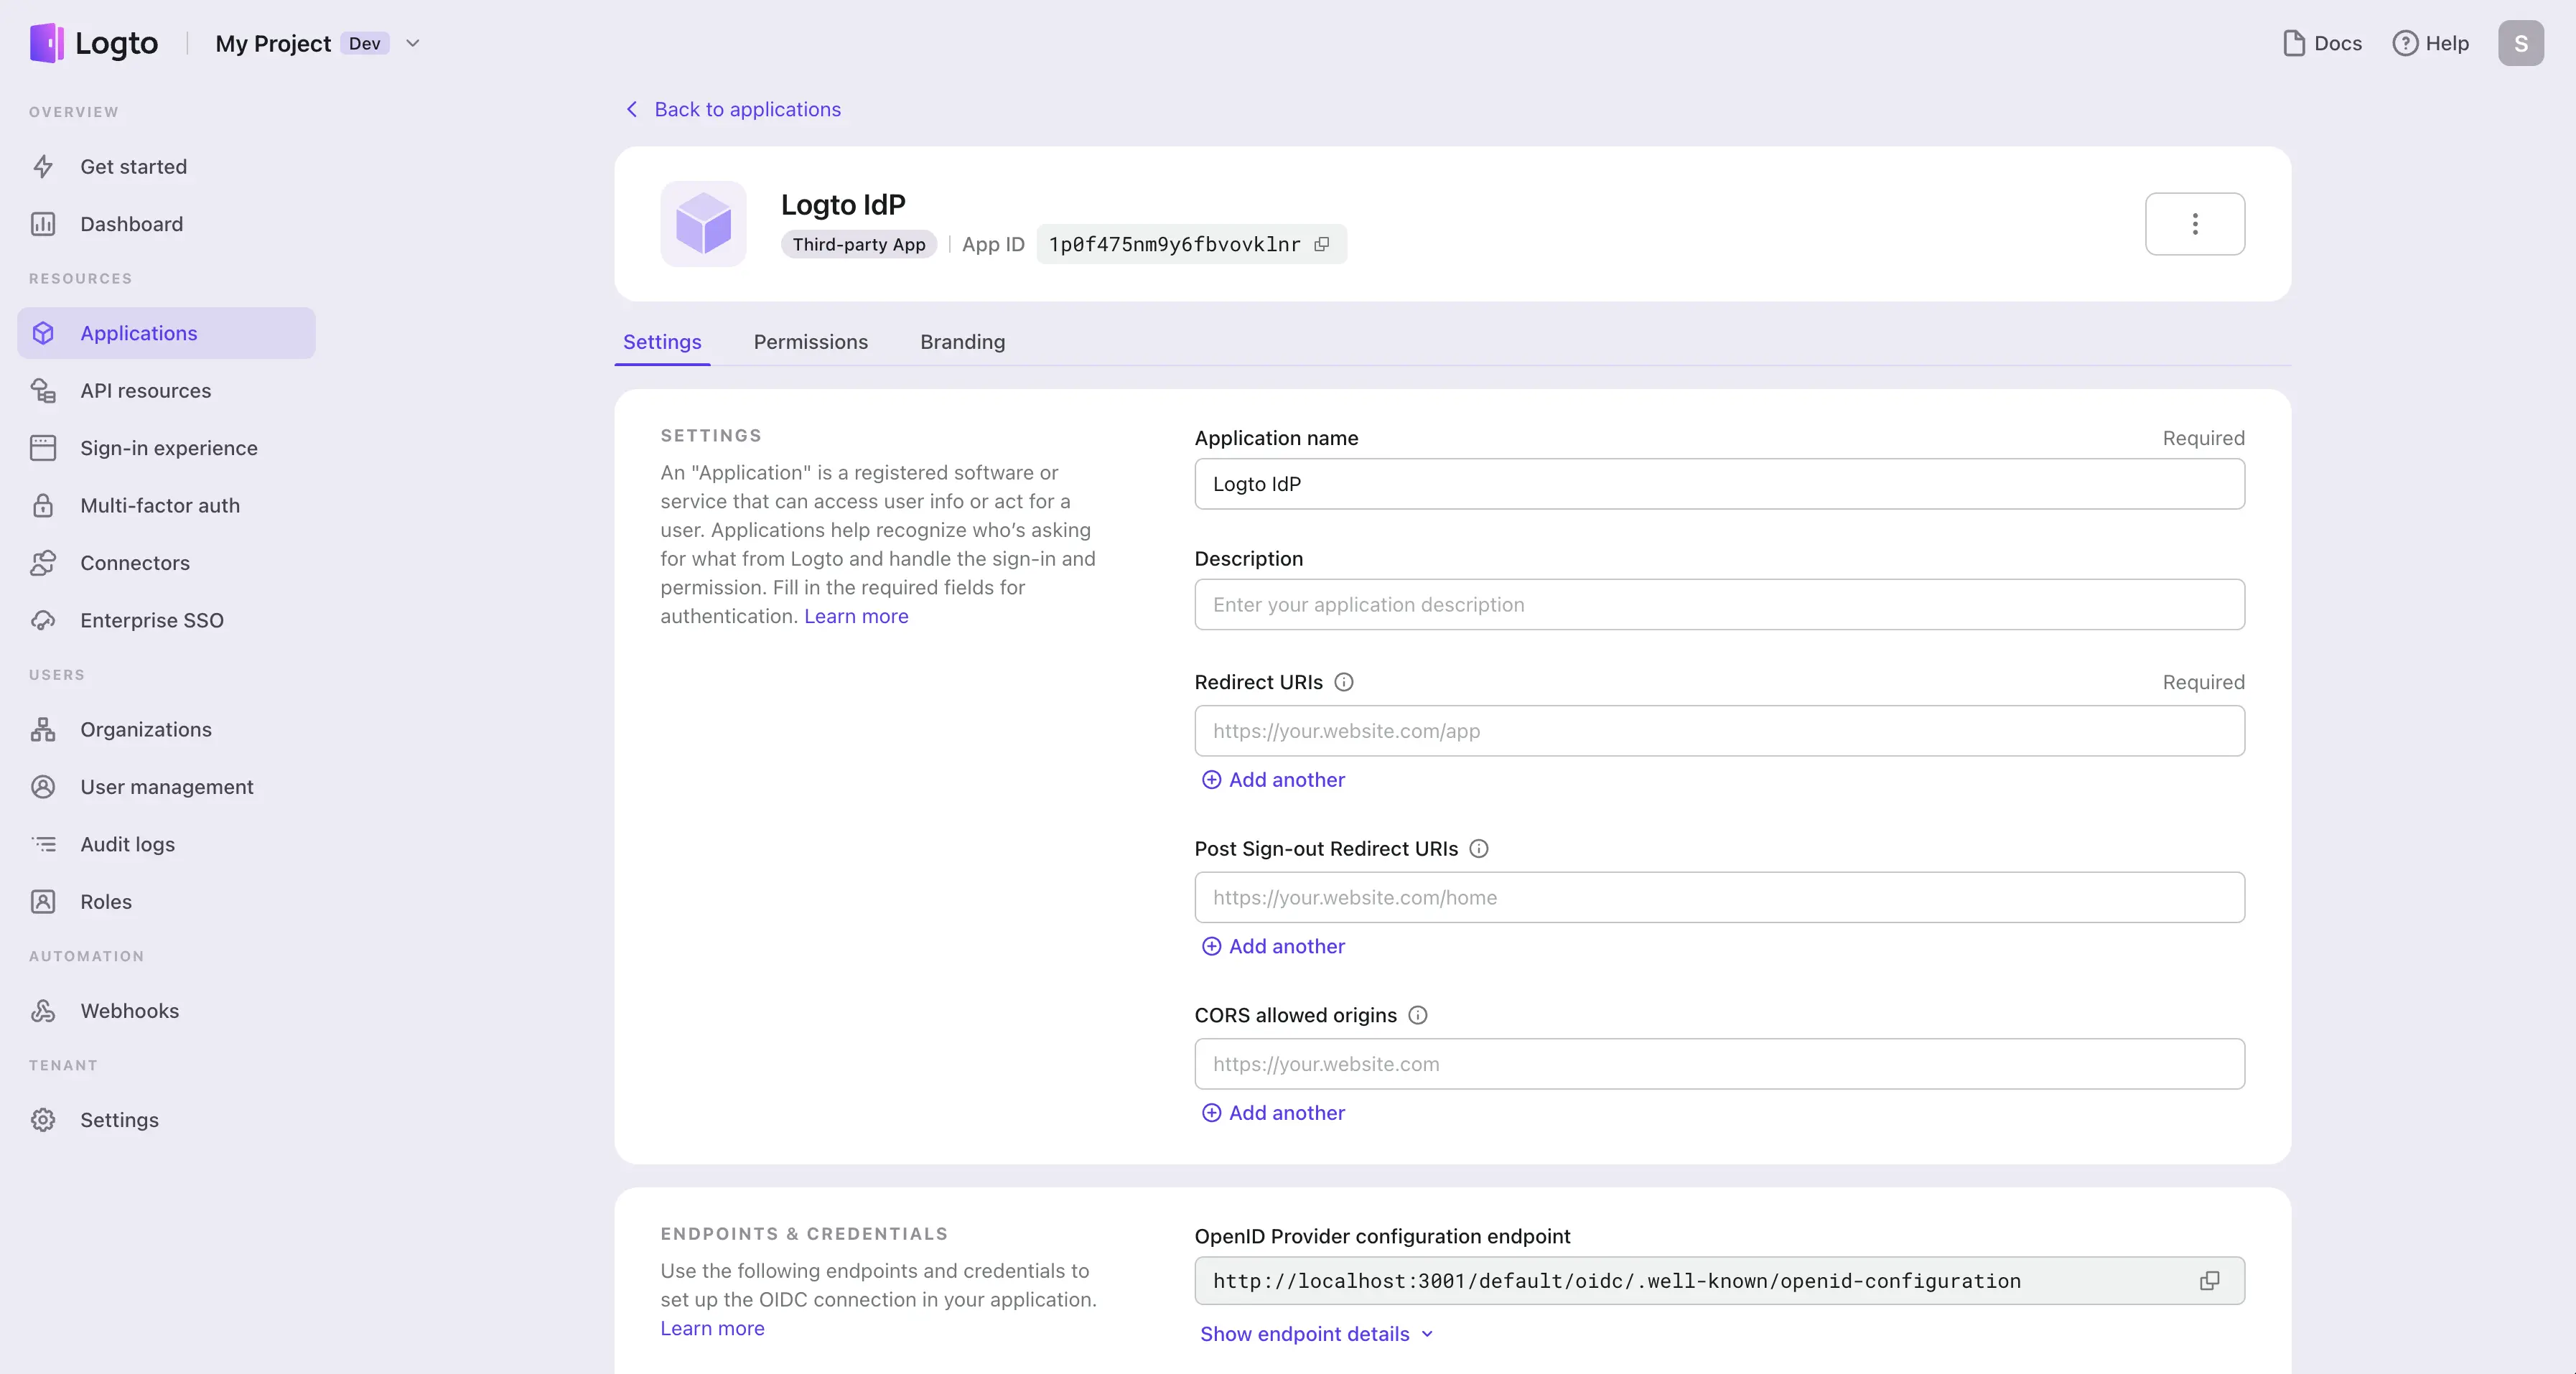 Logto
My Project Dev
Docs
Help
S
OVERVIEW
Get started
Dashboard
RESOURCES
Applications
API resources
Sign-in experience
Multi-factor auth
Connectors
Enterprise SSO
USERS
Organizations
User management
Audit logs
Roles
AUTOMATION
Webhooks
TENANT
Settings
Back to applications
Logto IdP
Third-party App App ID 1p0f475nm9y6fbvovklnr
Settings Permissions Branding
SETTINGS
An "Application" is a registered software or
service that can access user info or act for a
user. Applications help recognize who’s asking
for what from Logto and handle the sign-in and
permission. Fill in the required fields for
authentication. Learn more
Application name Required
Logto IdP
Description
Enter your application description
Redirect URIs Required
https://your.website.com/app
Add another
Post Sign-out Redirect URIs
https://your.website.com/home
Add another
CORS allowed origins
https://your.website.com
Add another
ENDPOINTS & CREDENTIALS
Use the following endpoints and credentials to
set up the OIDC connection in your application.
Learn more
OpenID Provider configuration endpoint
http://localhost:3001/default/oidc/.well-known/openid-configuration
Show endpoint details